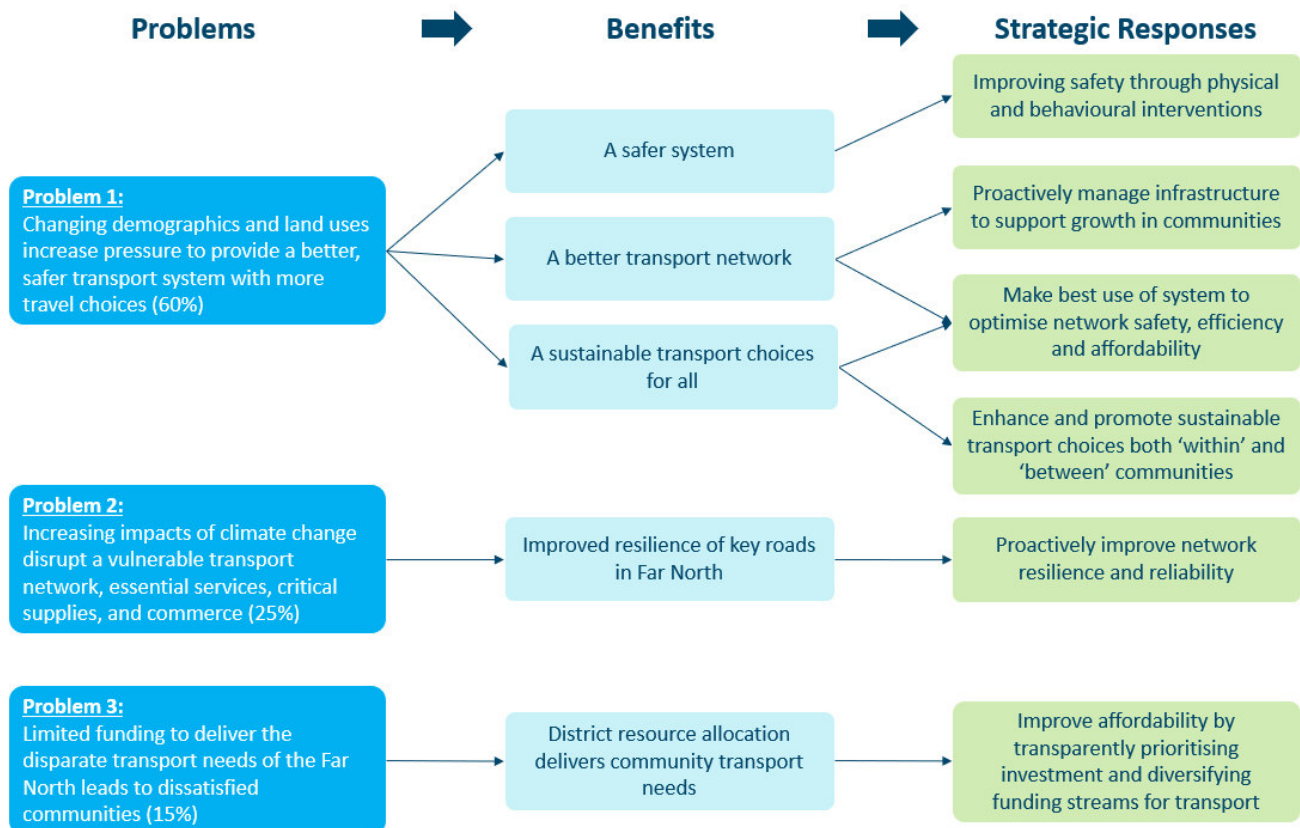 Problems
Benefits
Strategic Responses
Problem 1:
Changing demographics and land uses
increase pressure to provide a better,
safer transport system with more
travel choices (60%)
A safer system
A better transport network
A sustainable transport choices
for all
Improving safety through physical
and behavioural interventions
Proactively manage infrastructure
to support growth in communities
Make best use of system to
optimise network safety, efficiency
and affordability
Enhance and promote sustainable
transport choices both ‘within’ and
‘between’ communities
Problem 2:
Increasing impacts of climate change
disrupt a vulnerable transport
network, essential services, critical
supplies, and commerce (25%)
Improved resilience of key roads
in Far North
Proactively improve network
resilience and reliability
Problem 3:
Limited funding to deliver the
disparate transport needs of the Far
North leads to dissatisfied
communities (15%)
District resource allocation
delivers community transport
needs
Improve affordability by
transparently prioritising
investment and diversifying
funding streams for transport